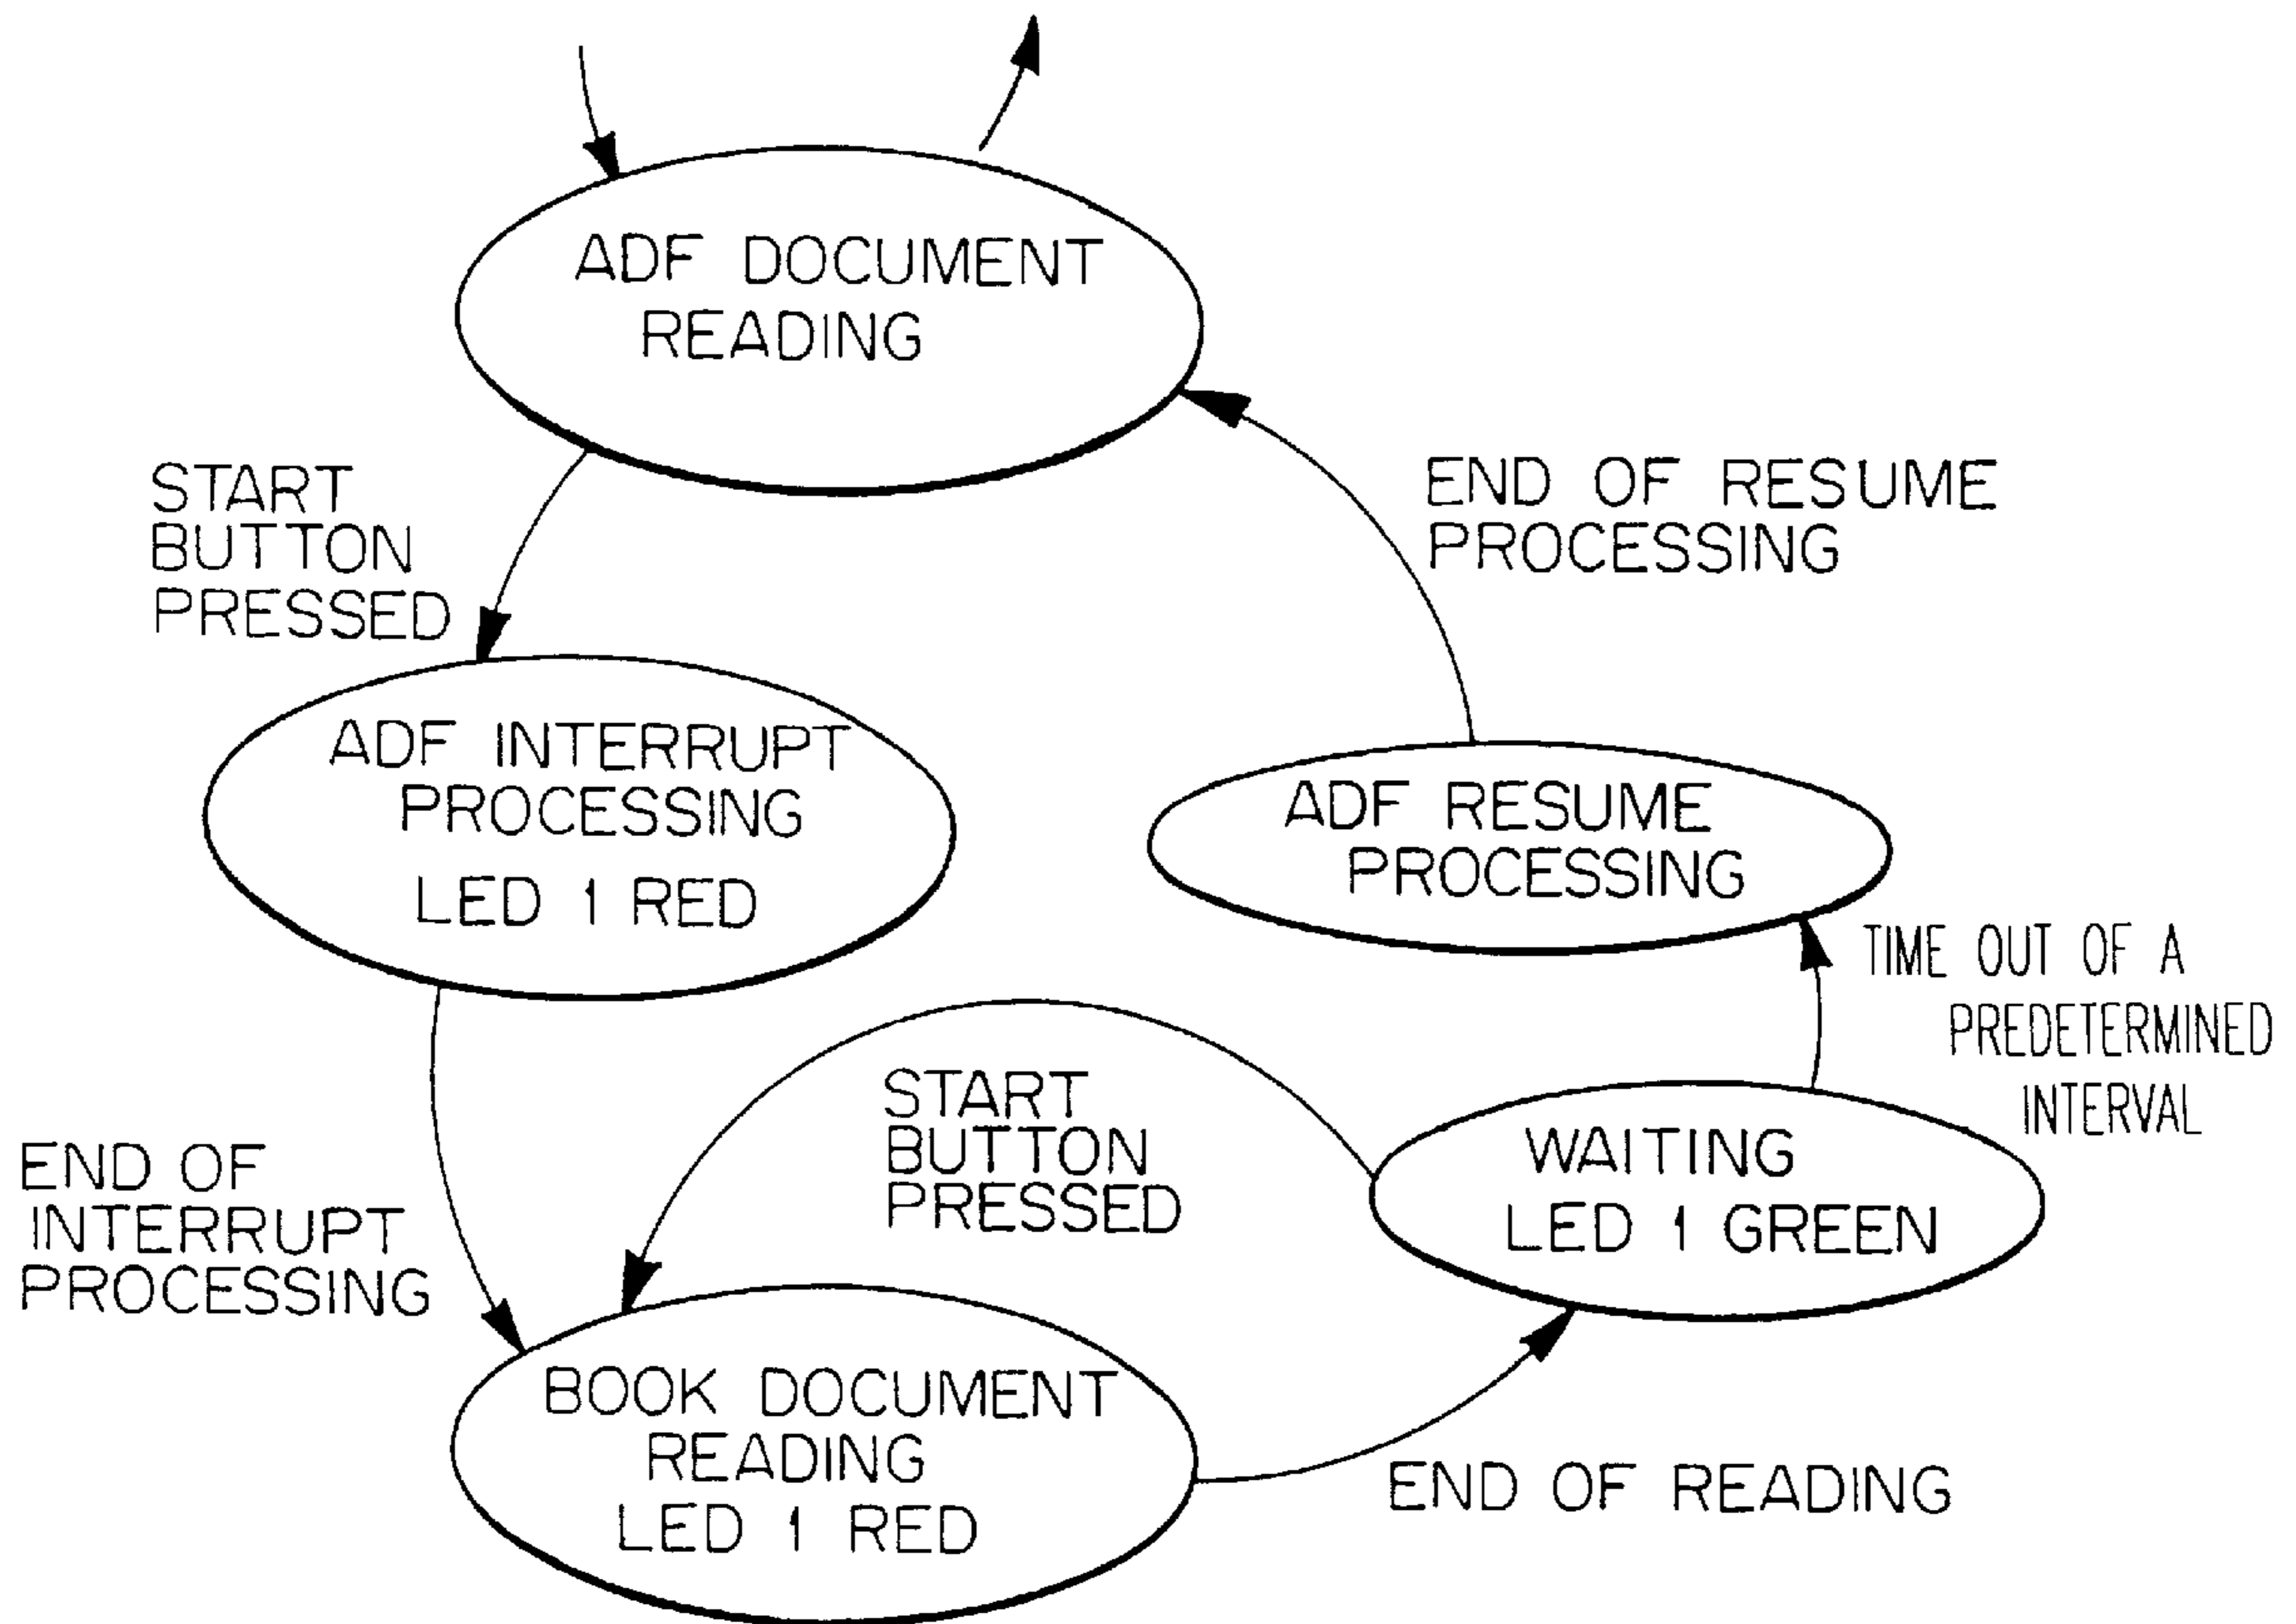 ADF DOCUMENT
READING
START
BUTTON
PRESSED
END OF RESUME
PROCESSING
ADF INTERRUPT
PROCESSING
LED 1 RED
ADF RESUME
PROCESSING
TIME OUT OF A
PREDETERMINED
INTERVAL
START
BUTTON
PRESSED
WAITING
LED 1 GREEN
END OF
INTERRUPT
PROCESSING
BOOK DOCUMENT
READING
LED 1 RED
END OF READING